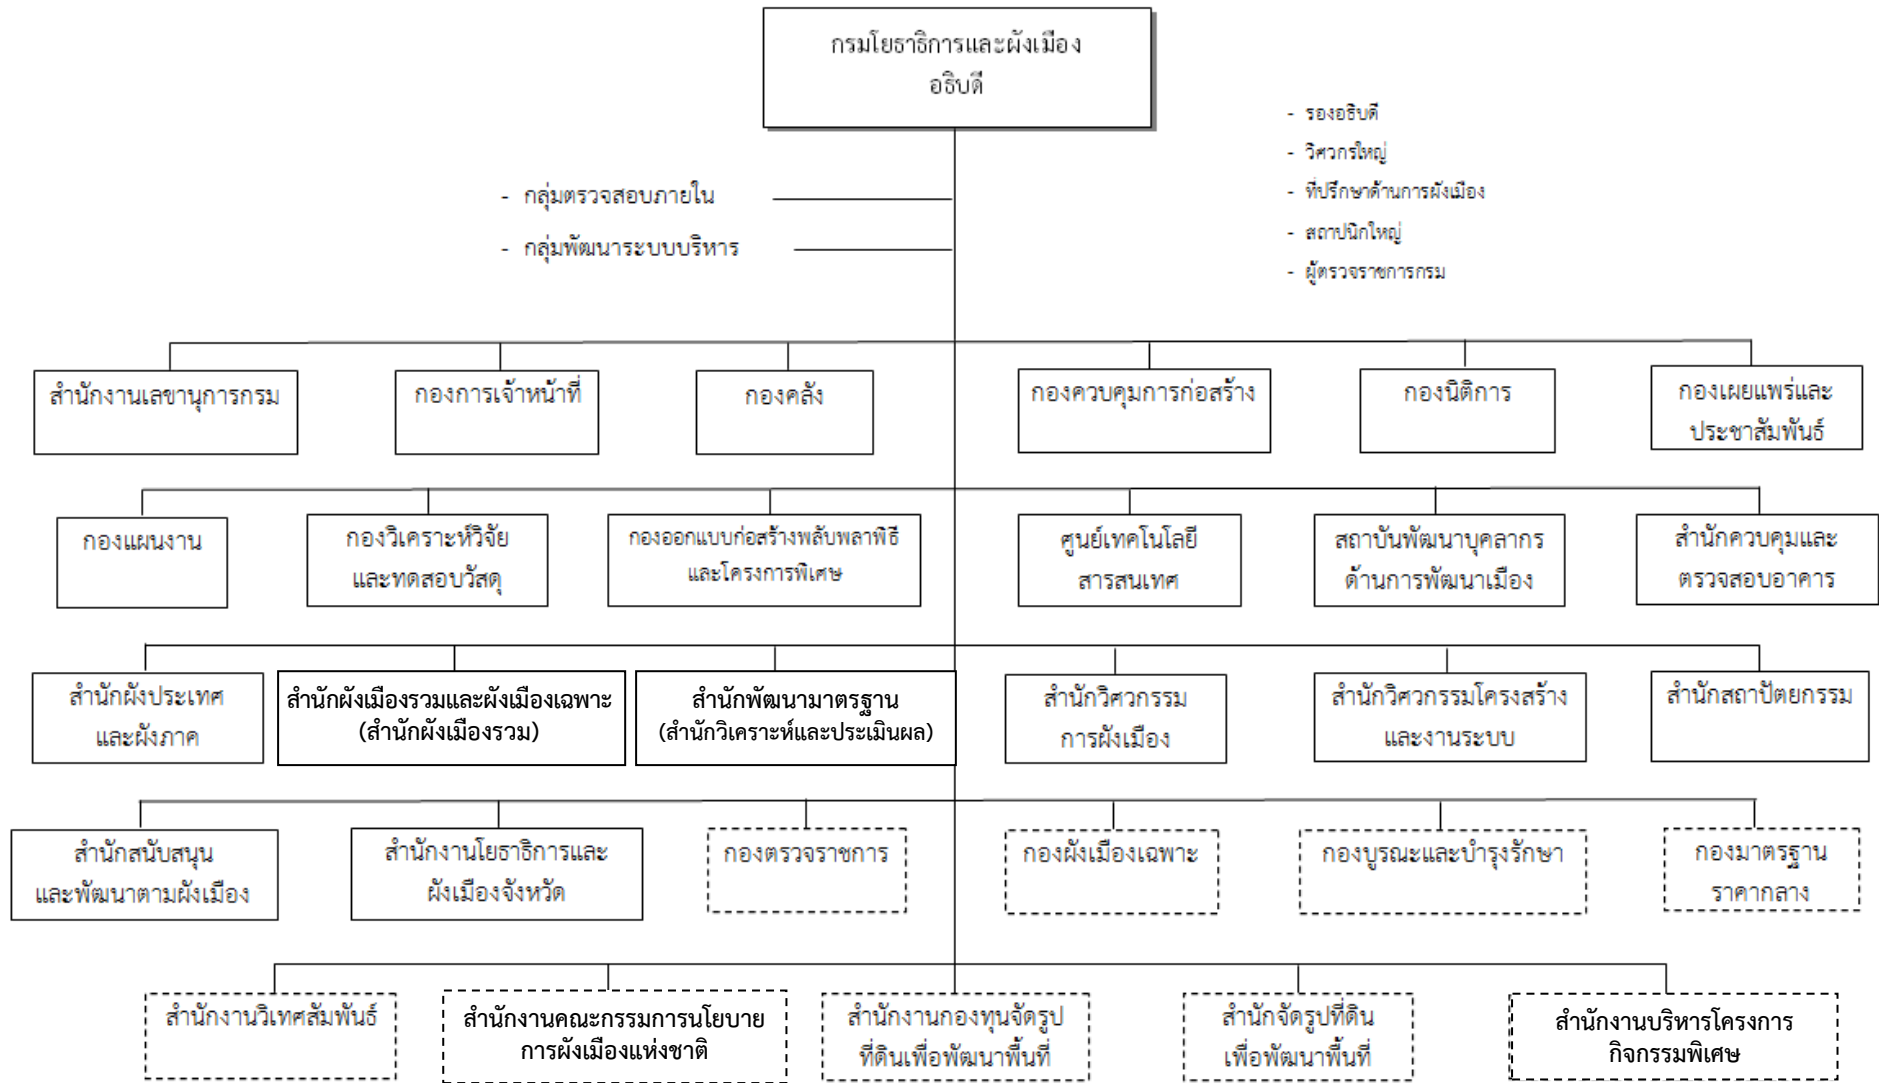 กรมโยธาธิการและผังเมือง
อธิบดี
- รองอธิบดี
- วิศวกรใหญ่
- ที่ปรึกษาด้านการผังเมือง
- สถาปนิกใหญ่
- ผู้ตรวจราชการกรม
- กลุ่มตรวจสอบภายใน
- กลุ่มพัฒนาระบบบริหาร
สำนักงานเลขานุการกรม
กองการเจ้าหน้าที่
กองคลัง
กองควบคุมการก่อสร้าง
กองนิติการ
กองเผยแพร่และ
ประชาสัมพันธ์
กองแผนงาน
กองวิเคราะห์วิจัย
และทดสอบวัสดุ
กองออกแบบก่อสร้างพลับพลาพิธี
และโครงการพิเศษ
ศูนย์เทคโนโลยี
สารสนเทศ
สถาบันพัฒนาบุคลากร
ด้านการพัฒนาเมือง
สำนักควบคุมและ
ตรวจสอบอาคาร
สำนักผังประเทศ
และผังภาค
สำนักผังเมืองรวมและผังเมืองเฉพาะ
(สำนักผังเมืองรวม)
สำนักพัฒนามาตรฐาน
(สำนักวิเคราะห์และประเมินผล)
สำนักวิศวกรรม
การผังเมือง
สำนักวิศวกรรมโครงสร้าง
และงานระบบ
สำนักสถาปัตยกรรม
สำนักสนับสนุน
และพัฒนาตามผังเมือง
สำนักงานโยธาธิการและ
ผังเมืองจังหวัด
กองตรวจราชการ
กองผังเมืองเฉพาะ
กองบูรณะและบำรุงรักษา
กองมาตรฐาน
ราคากลาง
สำนักงานวิเทศสัมพันธ์
สำนักงานคณะกรรมการนโยบาย
การผังเมืองแห่งชาติ
สำนักงานกองทุนจัดรูป
ที่ดินเพื่อพัฒนาพื้นที่
สำนักจัดรูปที่ดิน
เพื่อพัฒนาพื้นที่
สำนักงานบริหารโครงการ
กิจกรรมพิเศษ